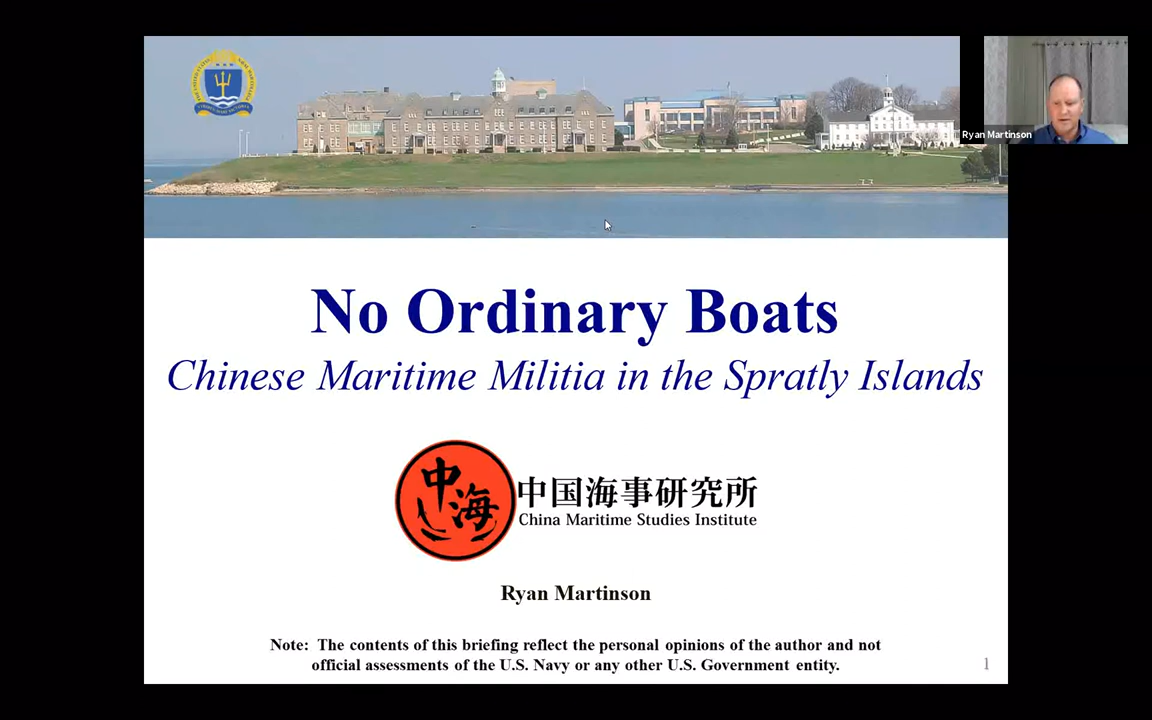 Ryan Martinson
No Ordinary Boats
Chinese Maritime Militia in the Spratly Islands
中海
中国海事研究所
China Maritime Studies Institute
Ryan Martinson
Note: The contents of this briefing reflect the personal opinions of the author and not
official assessments of the U.S. Navy or any other U.S. Government entity.
1